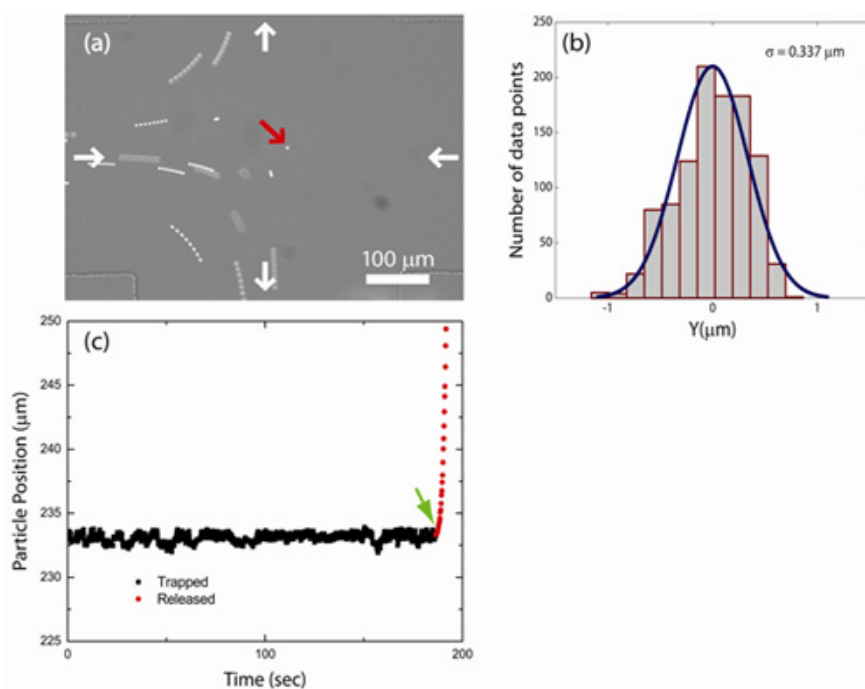 (a)
100 μm
(b)
σ = 0.337 μm
Number of data points
250
200
150
100
50
0
-1 0 1
Y(μm)
(c)
Particle Position (μm)
250
245
240
235
230
225
Trapped
Released
0 100 200
Time (sec)